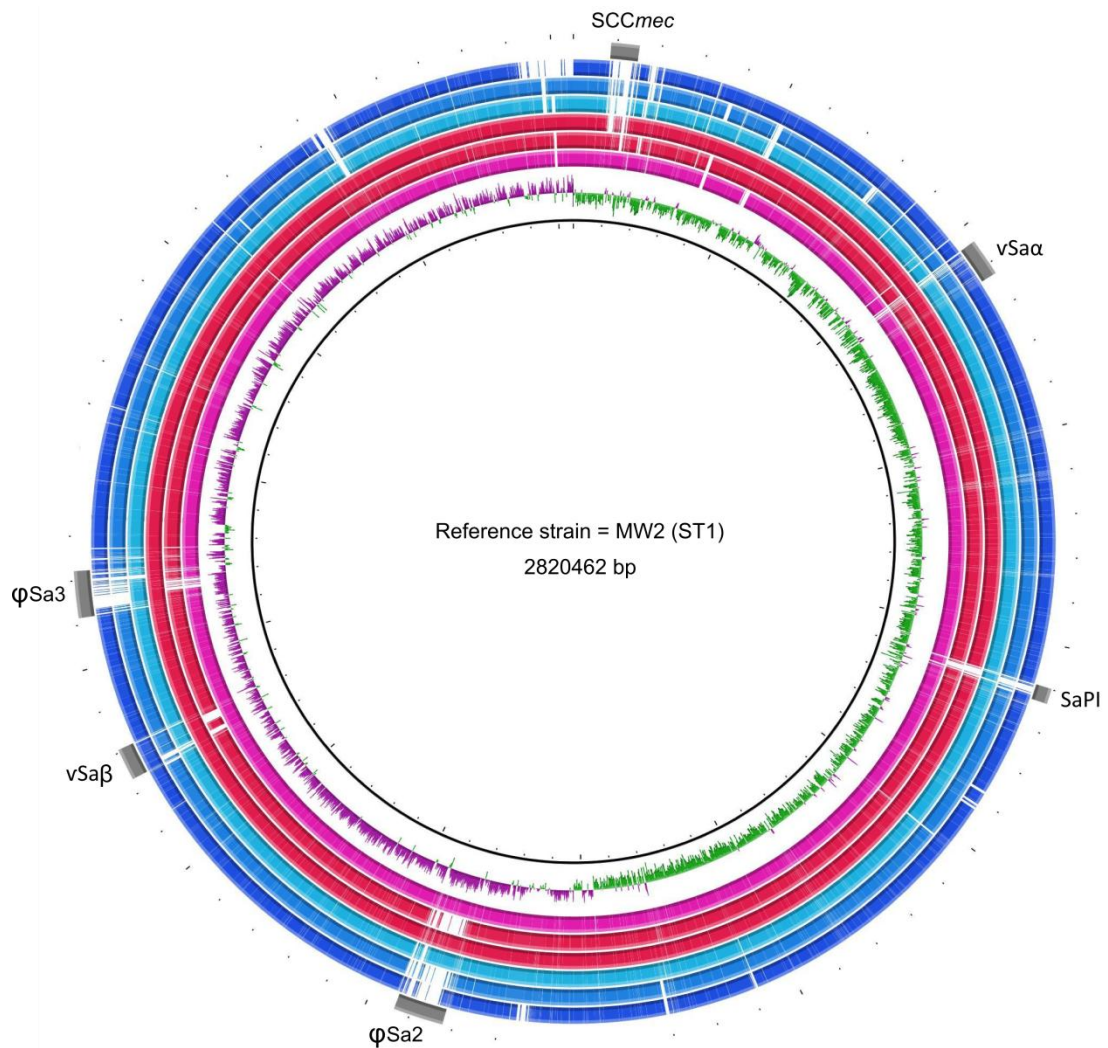 SCCmec
vSaα
Reference strain = MW2 (ST1)
2820462 bp
φSa3
SaPI
vSaβ
φSa2